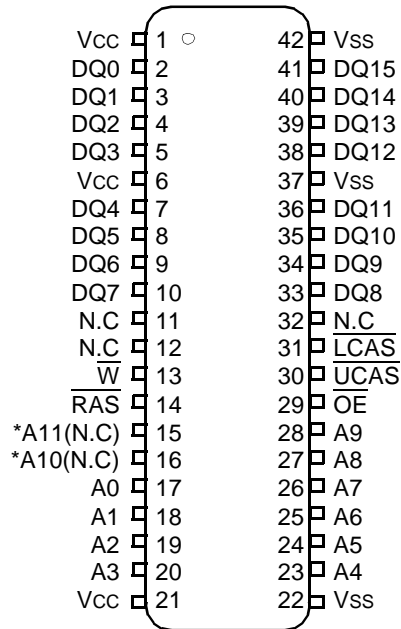 Vcc 1 42 Vss
DQ0 2 41 DQ15
DQ1 3 40 DQ14
DQ2 4 39 DQ13
DQ3 5 38 DQ12
Vcc 6 37 Vss
DQ4 7 36 DQ11
DQ5 8 35 DQ10
DQ6 9 34 DQ9
DQ7 10 33 DQ8
N.C 11 32 N.C
N.C 12 31 L̅C̅A̅S̅
W̅ 13 30 U̅C̅A̅S̅
R̅A̅S̅ 14 29 O̅E̅
*A11(N.C) 15 28 A9
*A10(N.C) 16 27 A8
A0 17 26 A7
A1 18 25 A6
A2 19 24 A5
A3 20 23 A4
Vcc 21 22 Vss